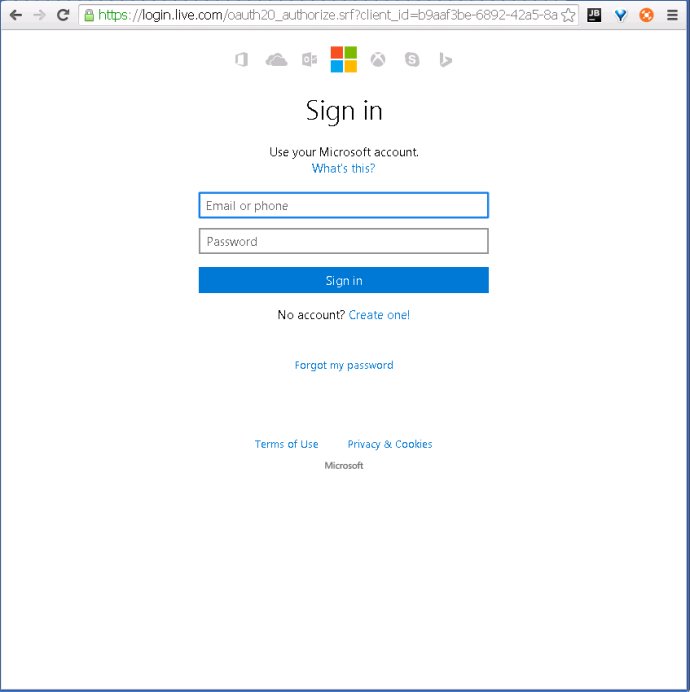 https://login.live.com/oauth20_authorize.srf?client_id=b9aaf3be-6892-42a5-8a
JB
Sign in
Use your Microsoft account.
What's this?
Email or phone
Password
Sign in
No account? Create one!
Forgot my password
Terms of Use Privacy & Cookies
Microsoft